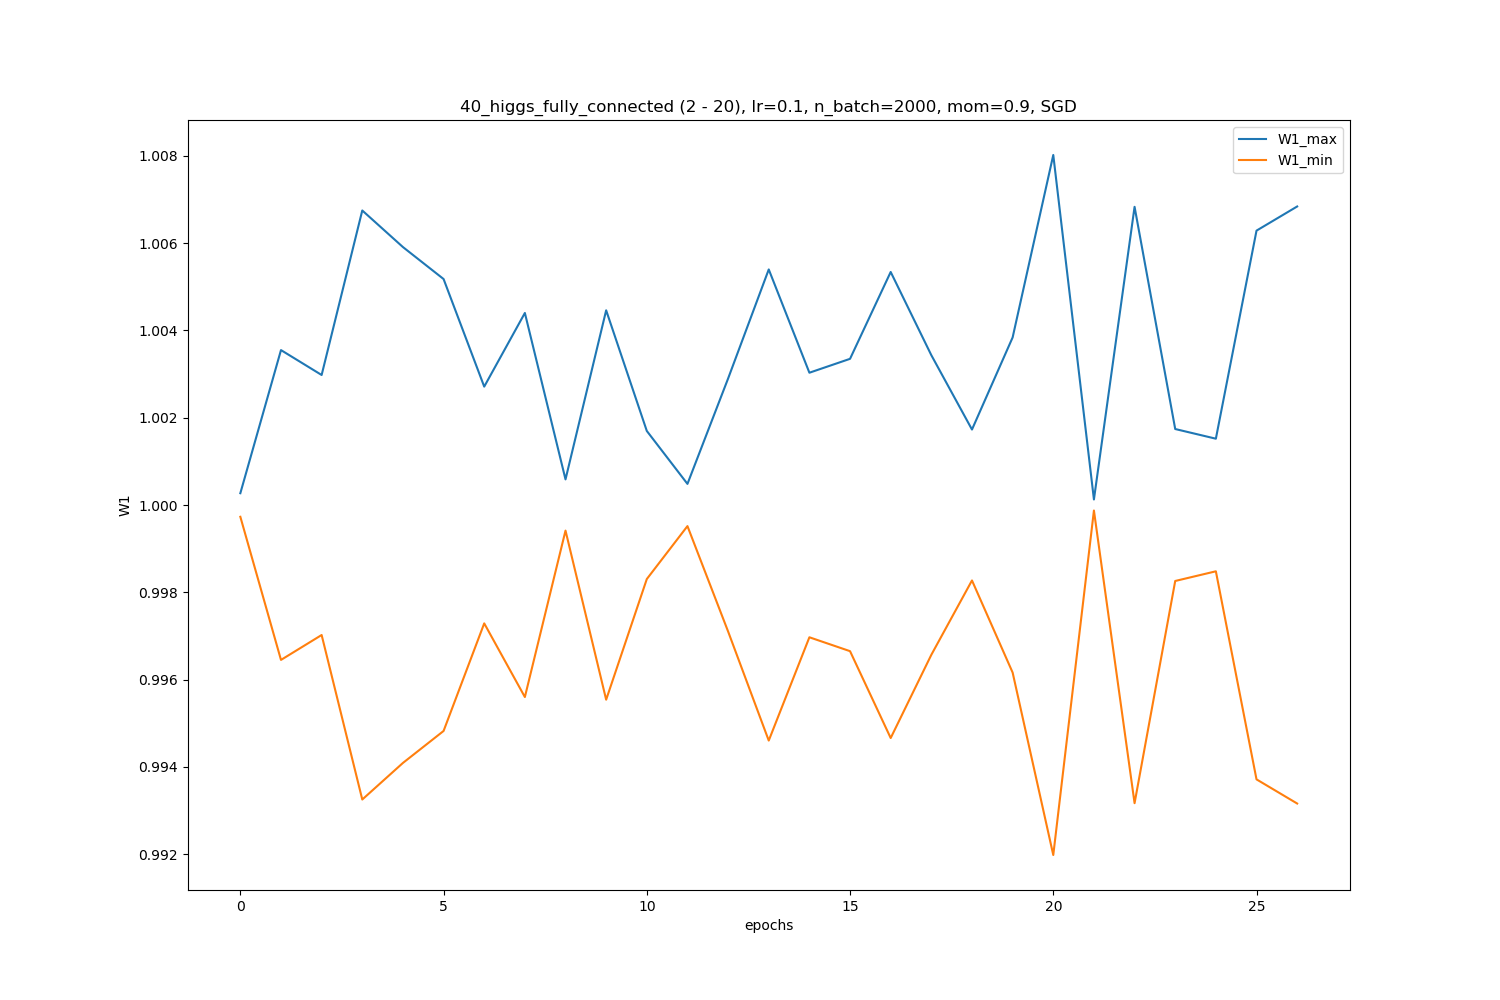 40_higgs_fully_connected (2 - 20), lr=0.1, n_batch=2000, mom=0.9, SGD
W1_max
W1_min
1.008
1.006
1.004
1.002
1.000
0.998
0.996
0.994
0.992
W1
0 5 10 15 20 25
epochs